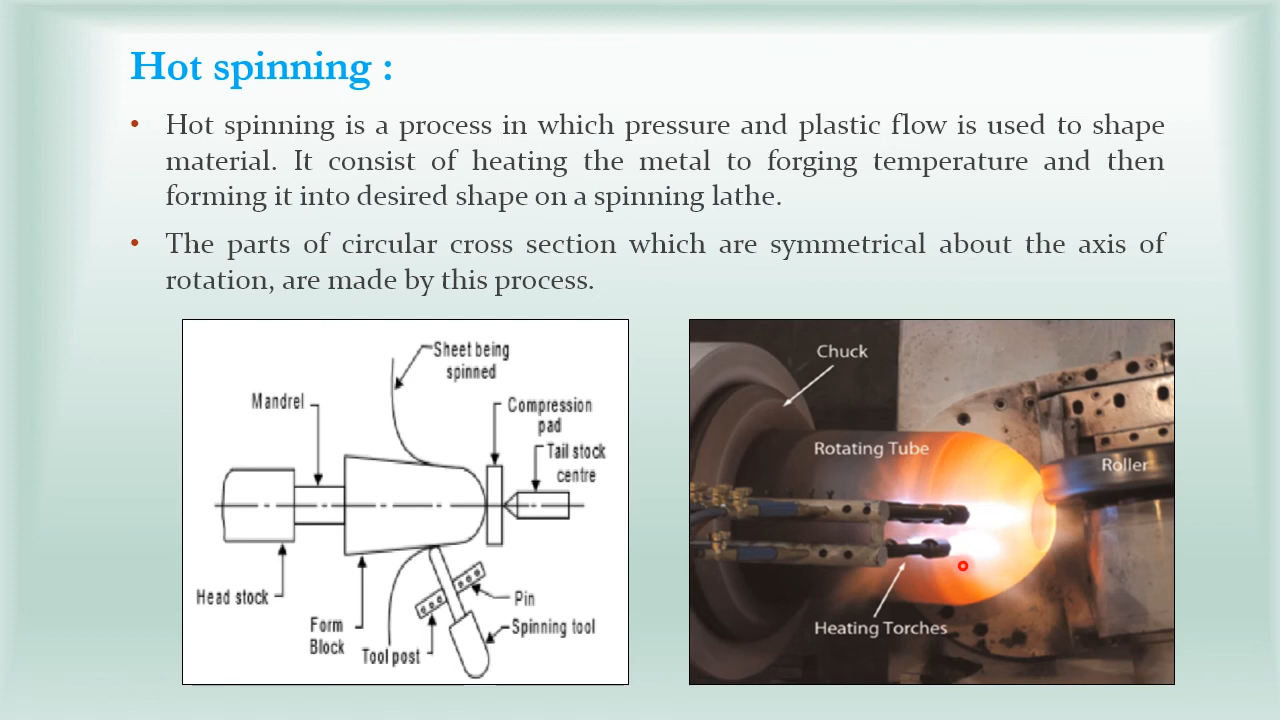 Hot spinning :
• Hot spinning is a process in which pressure and plastic flow is used to shape
material. It consist of heating the metal to forging temperature and then
forming it into desired shape on a spinning lathe.
• The parts of circular cross section which are symmetrical about the axis of
rotation, are made by this process.
Sheet being
spinned
Mandrel
Compression
pad
Tail stock
centre
Head stock
Form
Block
Tool post
Pin
Spinning tool
Chuck
Rotating Tube
Roller
Heating Torches